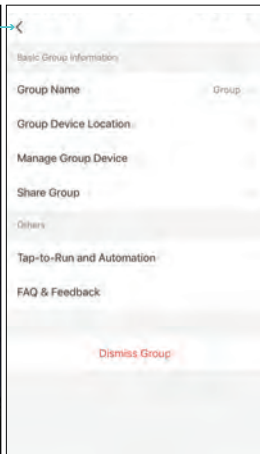 Basic Group Information
Group Name Group
Group Device Location
Manage Group Device
Share Group
Others
Tap-to-Run and Automation
FAQ & Feedback
Dismiss Group